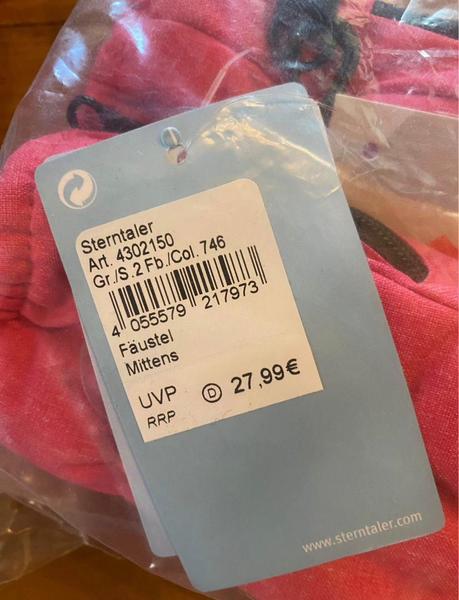 Sterntaler
Art. 4302150
Gr./S.2 Fb./Col. 746
4 055579 217973
Fäustel
Mittens
UVP Ⓓ 27,99€
RRP
www.sterntaler.com